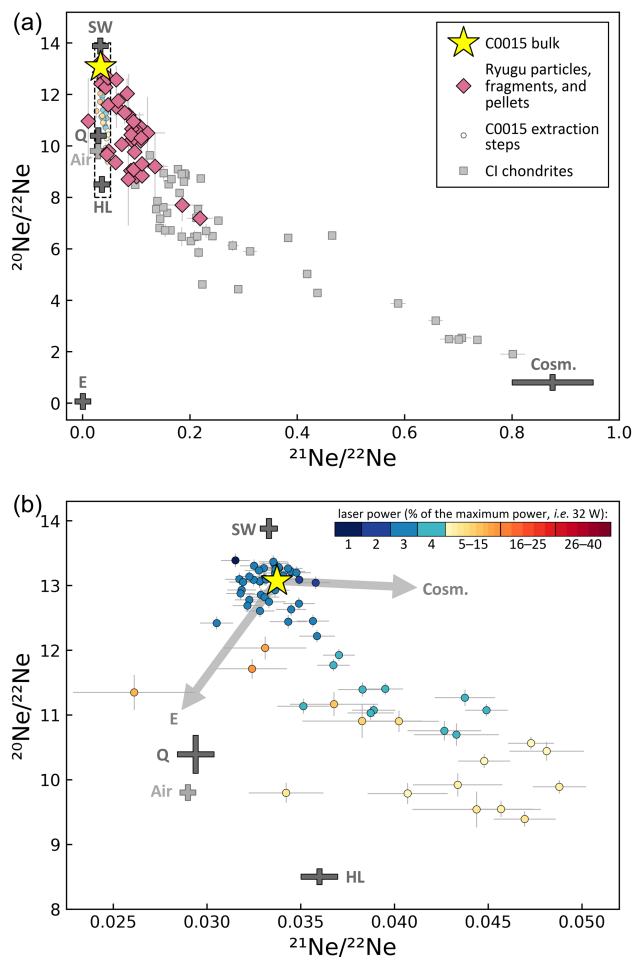 (a)
SW
Q
Air
HL
E
Cosm.
C0015 bulk
Ryugu particles,
fragments, and
pellets
C0015 extraction
steps
CI chondrites
14
12
10
8
6
4
2
0
²⁰Ne/²²Ne
0.0 0.2 0.4 0.6 0.8 1.0
²¹Ne/²²Ne
(b)
laser power (% of the maximum power, i.e. 32 W):
1 2 3 4 5–15 16–25 26–40
SW
Cosm.
E
Q
Air
HL
14
13
12
11
10
9
8
²⁰Ne/²²Ne
0.025 0.030 0.035 0.040 0.045 0.050
²¹Ne/²²Ne